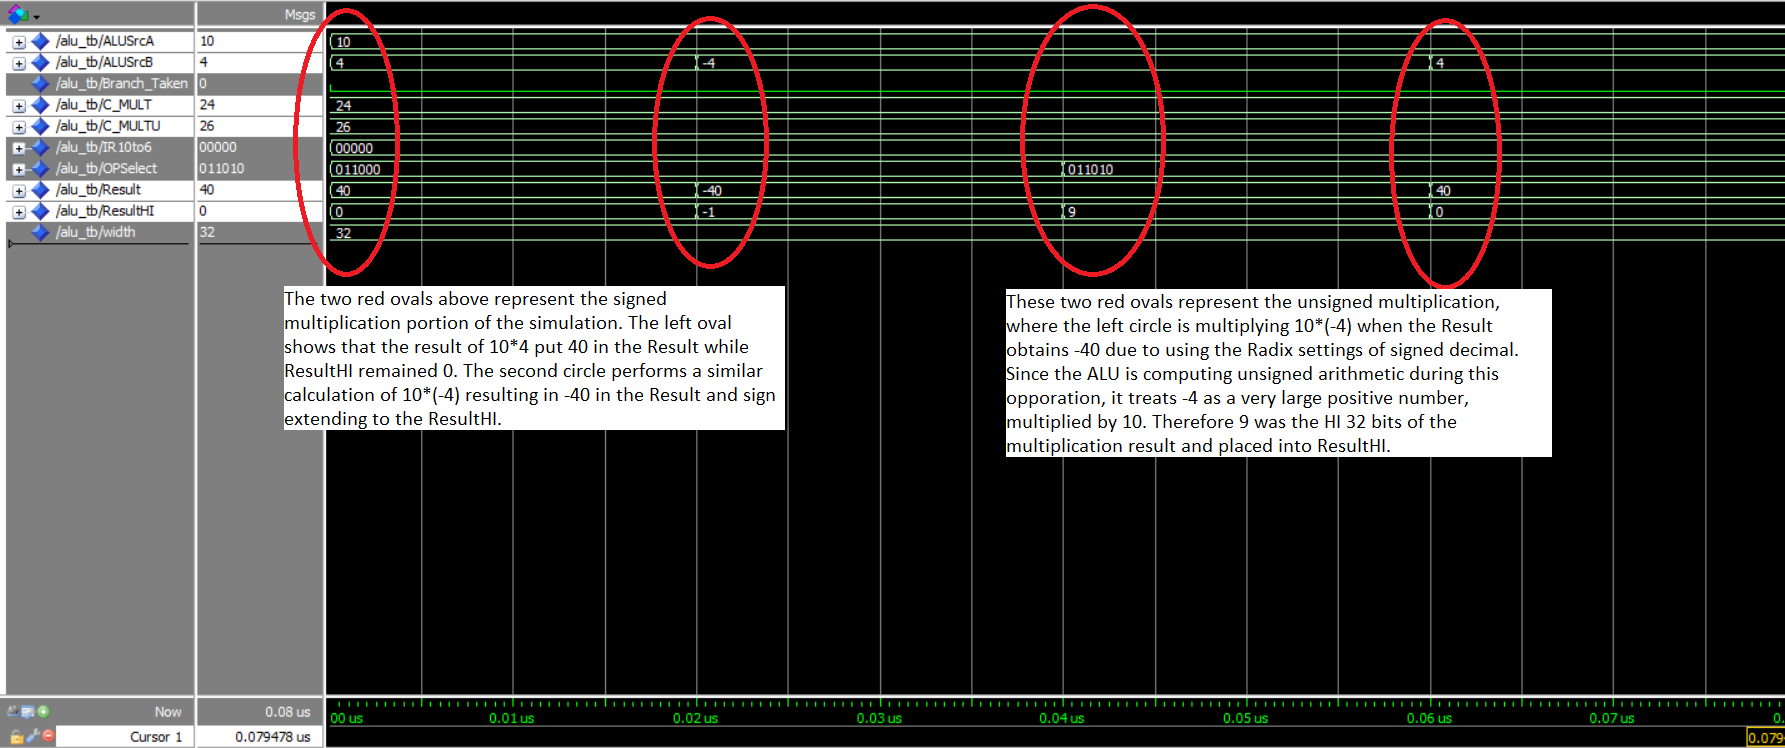 Msgs
/alu_tb/ALUSrcA 10 10
/alu_tb/ALUSrcB 4 4 -4 4
/alu_tb/Branch_Taken 0
/alu_tb/C_MULT 24 24
/alu_tb/C_MULTU 26 26
/alu_tb/IR10to6 00000 00000
/alu_tb/OPSelect 011010 011000 011010
/alu_tb/Result 40 40 -40 40
/alu_tb/ResultHI 0 0 -1 9 0
/alu_tb/width 32 32
The two red ovals above represent the signed
multiplication portion of the simulation. The left oval
shows that the result of 10*4 put 40 in the Result while
ResultHI remained 0. The second circle performs a similar
calculation of 10*(-4) resulting in -40 in the Result and sign
extending to the ResultHI.
These two red ovals represent the unsigned multiplication,
where the left circle is multiplying 10*(-4) when the Result
obtains -40 due to using the Radix settings of signed decimal.
Since the ALU is computing unsigned arithmetic during this
opporation, it treats -4 as a very large positive number,
multiplied by 10. Therefore 9 was the HI 32 bits of the
multiplication result and placed into ResultHI.
Now 0.08 us 00 us 0.01 us 0.02 us 0.03 us 0.04 us 0.05 us 0.06 us 0.07 us 0.
Cursor 1 0.079478 us 0.079